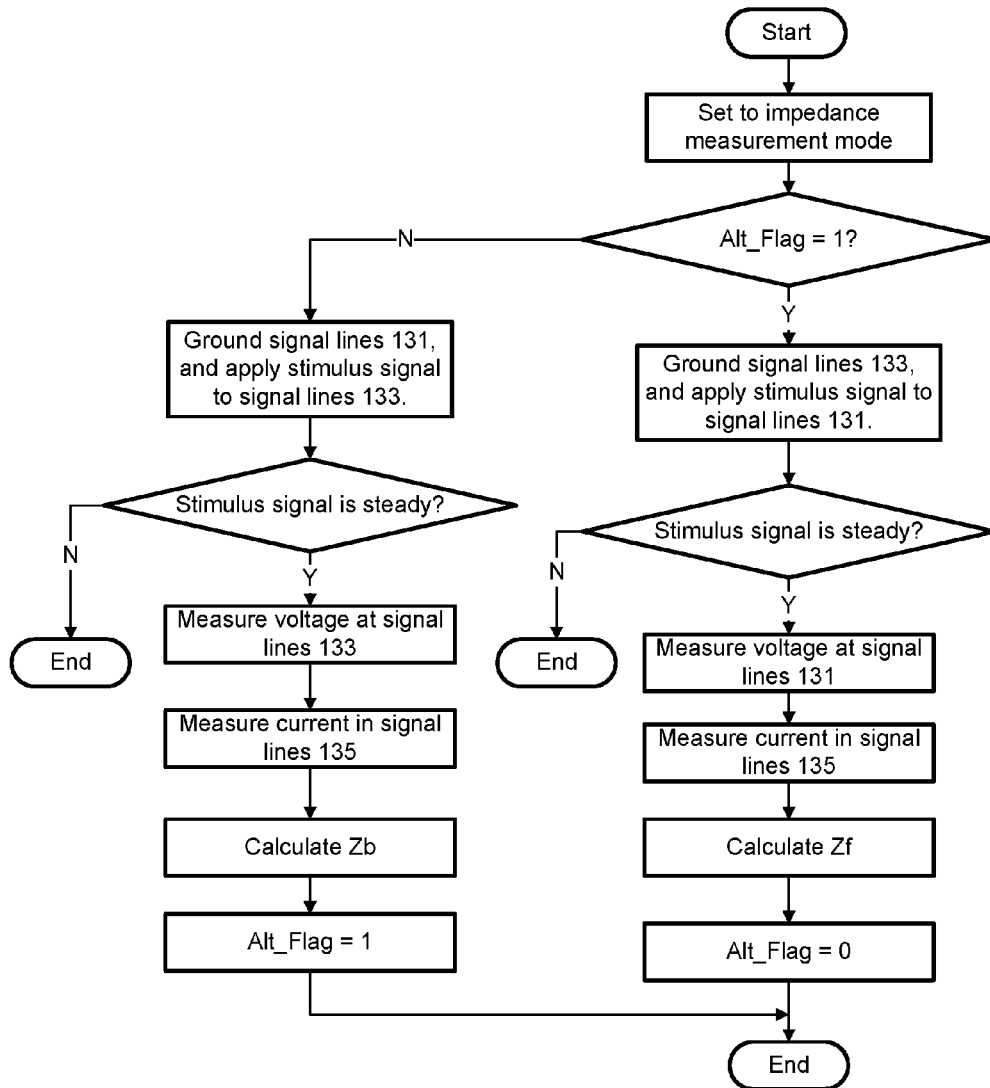 Start
Set to impedance
measurement mode
Alt_Flag = 1?
N
Y
Ground signal lines 131,
and apply stimulus signal
to signal lines 133.
Stimulus signal is steady?
N
Y
End
Measure voltage at signal
lines 133
Measure current in signal
lines 135
Calculate Zb
Alt_Flag = 1
Ground signal lines 133,
and apply stimulus signal to
signal lines 131.
Stimulus signal is steady?
N
Y
End
Measure voltage at signal
lines 131
Measure current in signal
lines 135
Calculate Zf
Alt_Flag = 0
End